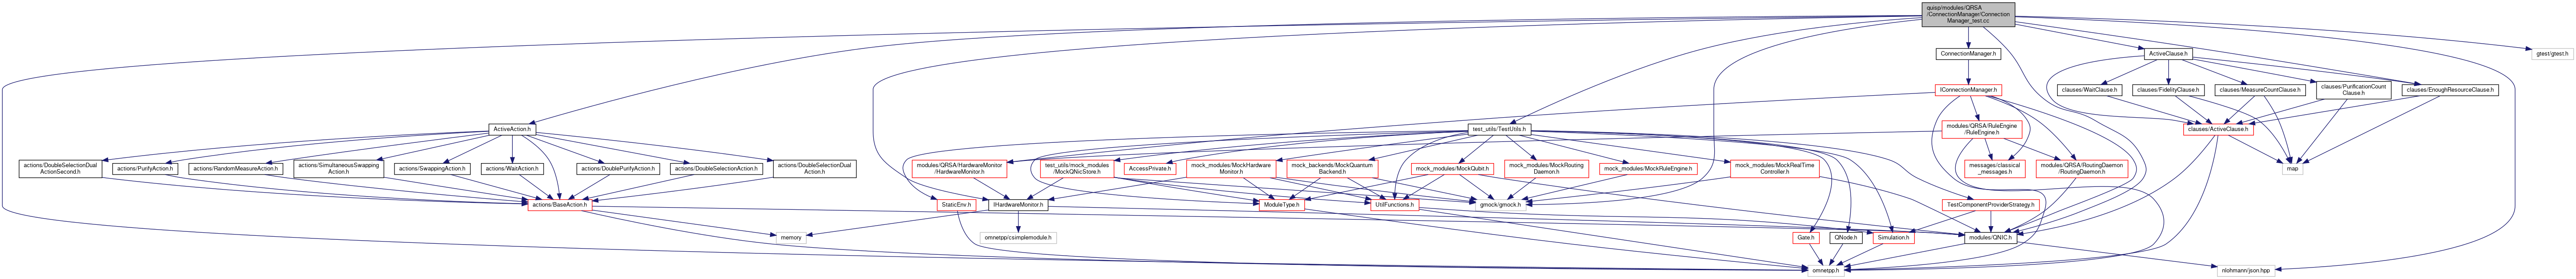 quisp/modules/QRSA
/ConnectionManager/Connection
Manager_test.cc
ConnectionManager.h
ActiveClause.h
gtest/gtest.h
IConnectionManager.h
clauses/WaitClause.h
clauses/FidelityClause.h
clauses/MeasureCountClause.h
clauses/PurificationCount
Clause.h
clauses/EnoughResourceClause.h
ActiveAction.h
test_utils/TestUtils.h
modules/QRSA/RuleEngine
/RuleEngine.h
clauses/ActiveClause.h
actions/DoubleSelectionDual
ActionSecond.h
actions/PurifyAction.h
actions/RandomMeasureAction.h
actions/SimultaneousSwapping
Action.h
actions/SwappingAction.h
actions/WaitAction.h
actions/DoublePurifyAction.h
actions/DoubleSelectionAction.h
actions/DoubleSelectionDual
Action.h
modules/QRSA/HardwareMonitor
/HardwareMonitor.h
test_utils/mock_modules
/MockQNicStore.h
AccessPrivate.h
mock_modules/MockHardware
Monitor.h
mock_backends/MockQuantum
Backend.h
mock_modules/MockQubit.h
mock_modules/MockRouting
Daemon.h
mock_modules/MockRuleEngine.h
mock_modules/MockRealTime
Controller.h
messages/classical
_messages.h
modules/QRSA/RoutingDaemon
/RoutingDaemon.h
map
actions/BaseAction.h
StaticEnv.h
IHardwareMonitor.h
ModuleType.h
UtilFunctions.h
gmock/gmock.h
TestComponentProviderStrategy.h
memory
omnetpp/csimplemodule.h
Gate.h
QNode.h
Simulation.h
modules/QNIC.h
omnetpp.h
nlohmann/json.hpp